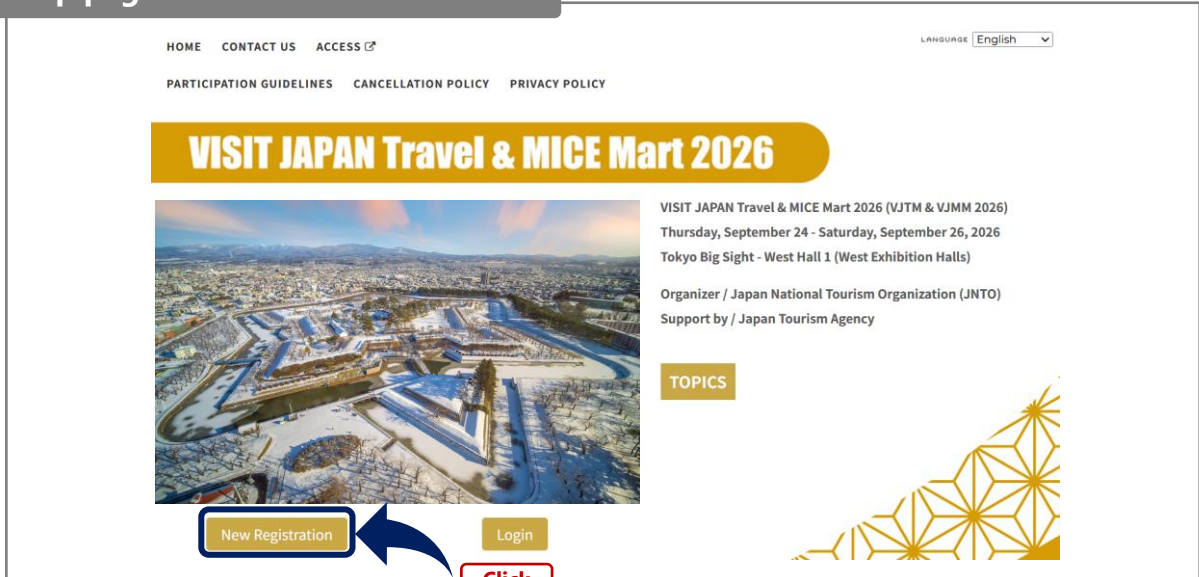 HOME CONTACT US ACCESS
LANGUAGE English
PARTICIPATION GUIDELINES CANCELLATION POLICY PRIVACY POLICY
VISIT JAPAN Travel & MICE Mart 2026
VISIT JAPAN Travel & MICE Mart 2026 (VJTM & VJMM 2026)
Thursday, September 24 - Saturday, September 26, 2026
Tokyo Big Sight - West Hall 1 (West Exhibition Halls)
Organizer / Japan National Tourism Organization (JNTO)
Support by / Japan Tourism Agency
TOPICS
New Registration
Login
Click